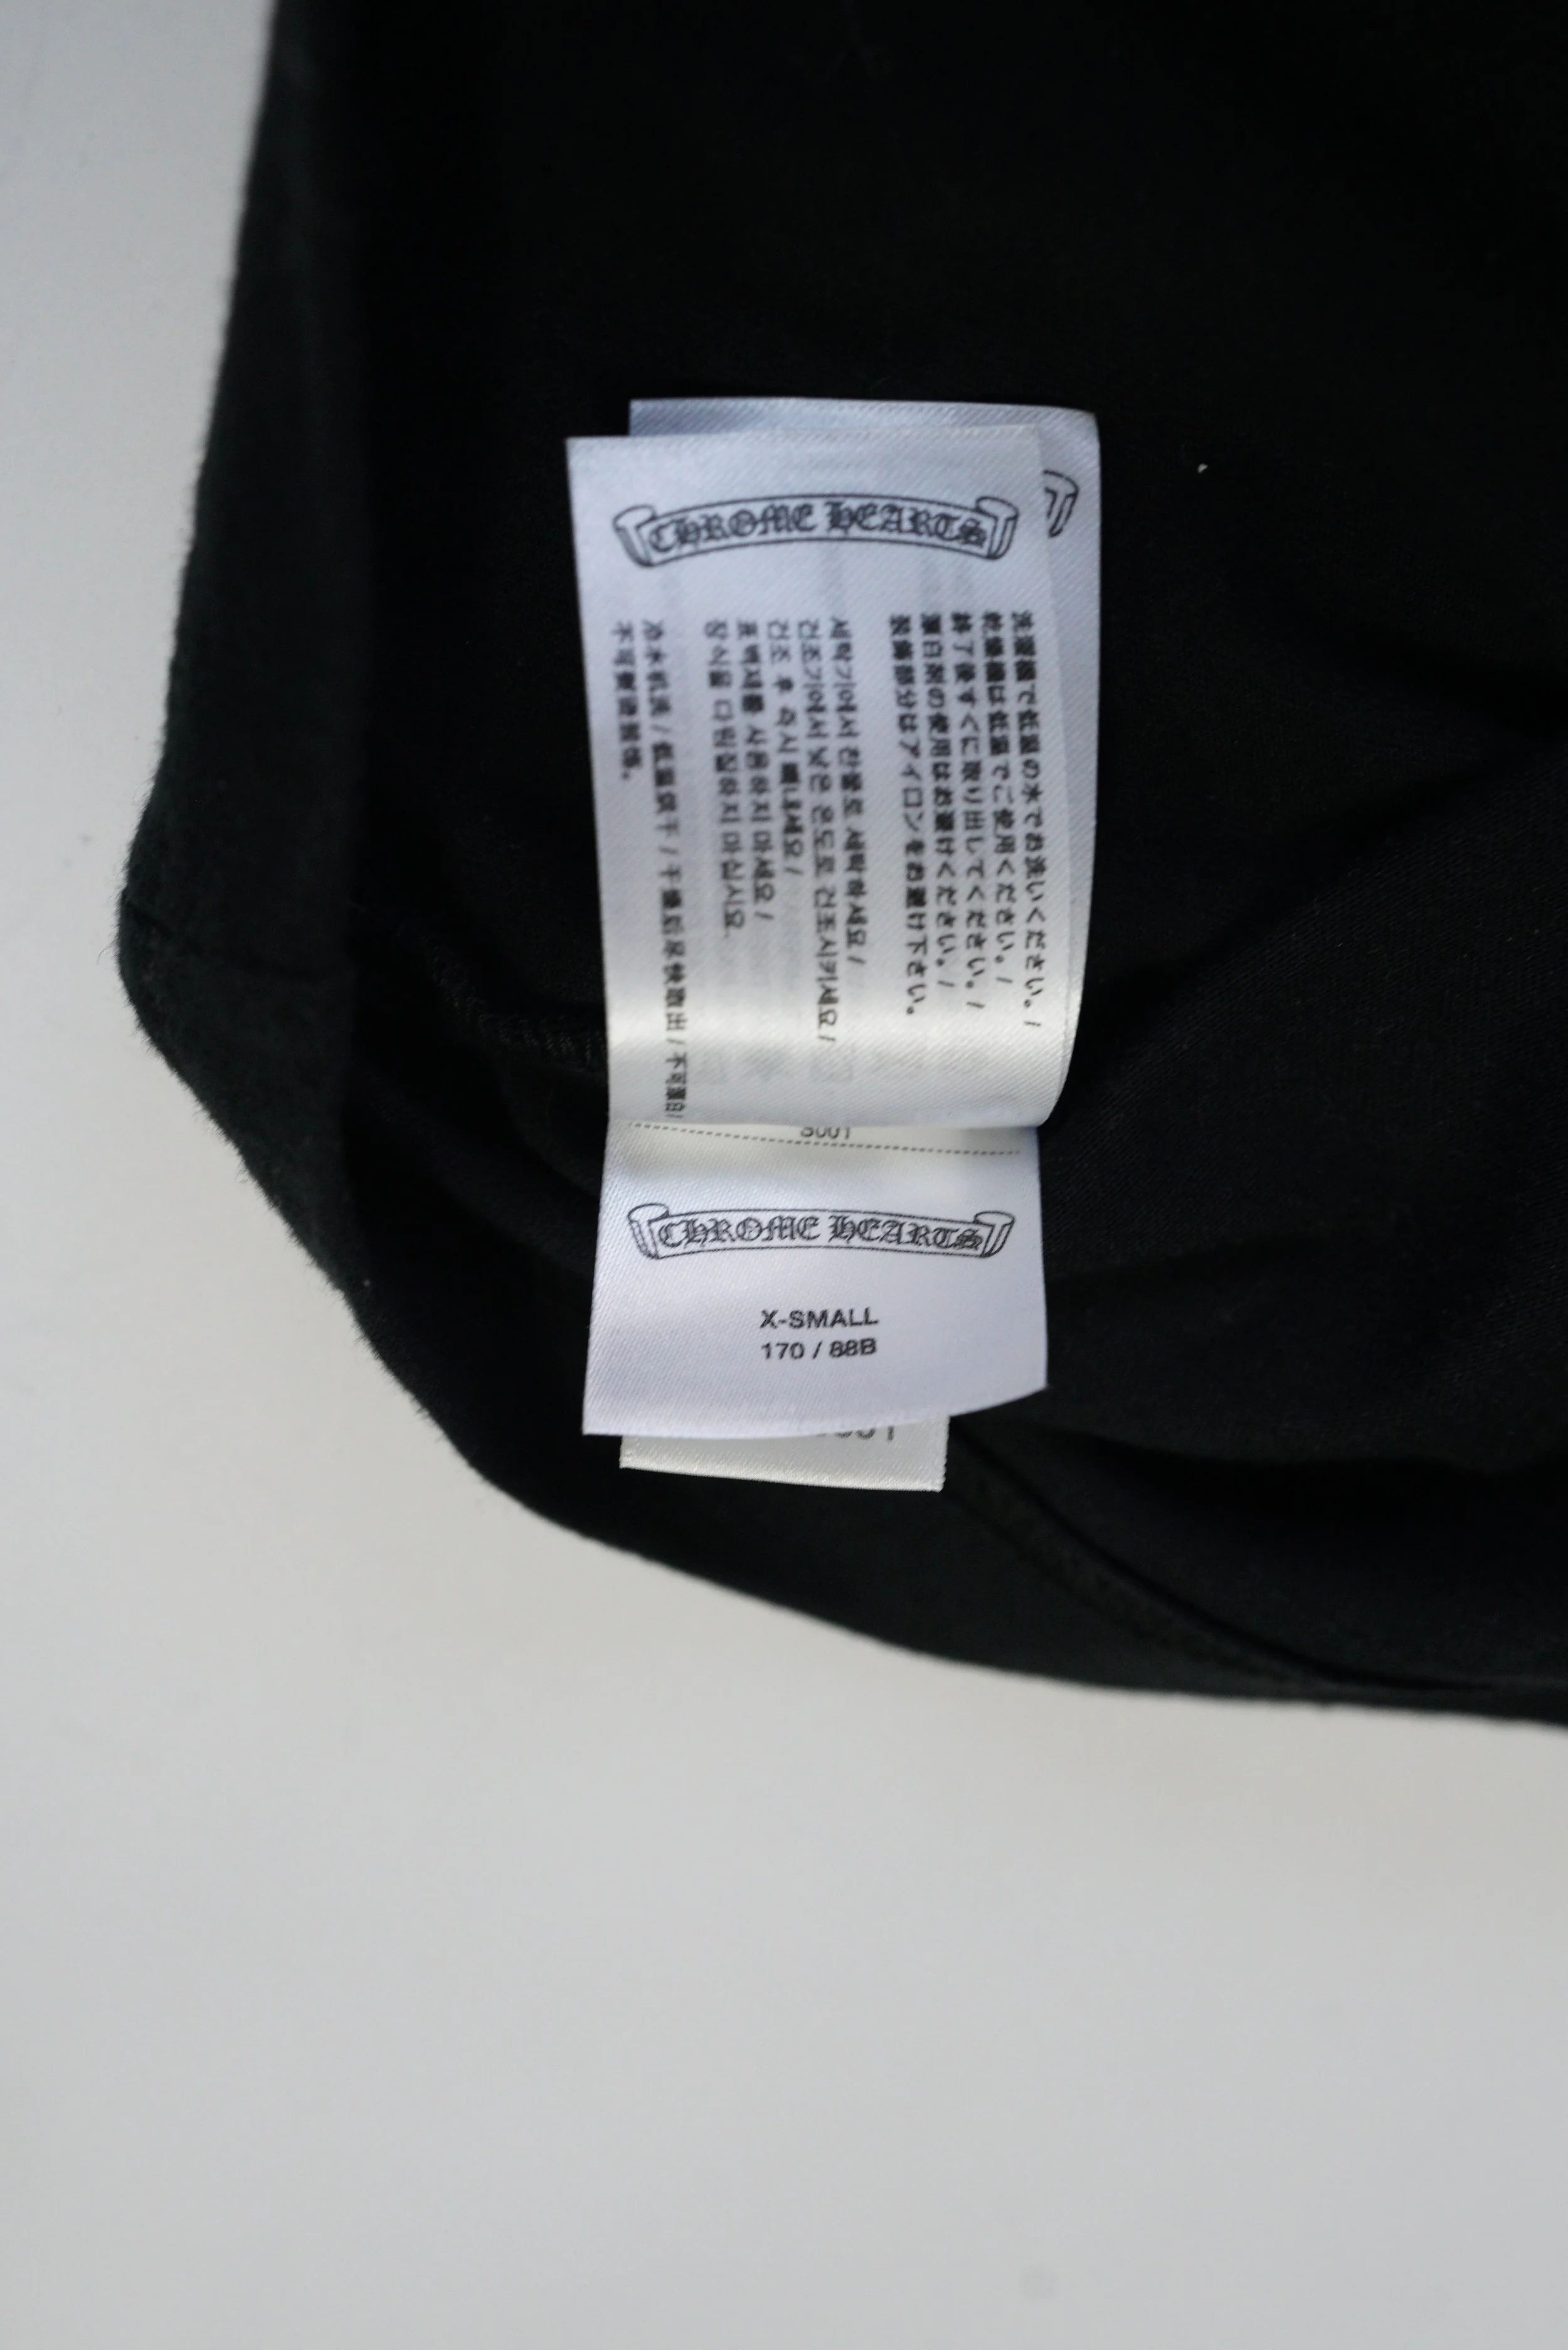 CHROME HEARTS
洗濯機で低温の水でお洗いください。/
乾燥機は低温でご使用ください。/
終了後すぐに取り出してください。/
漂白剤の使用はお避けください。/
装飾部分はアイロンをお避け下さい。
세탁기에서 찬물로 세탁하세요 /
건조기에서 낮은 온도로 건조시키세요 /
건조 후 즉시 빼내세요 /
표백제를 사용하지 마세요 /
장식을 다림질하지 마십시오.
冷水机洗 / 低温烘干 / 干燥后尽快取出 / 不可漂白 /
不可熨烫装饰。
S001
CHROME HEARTS
X-SMALL
170 / 88B